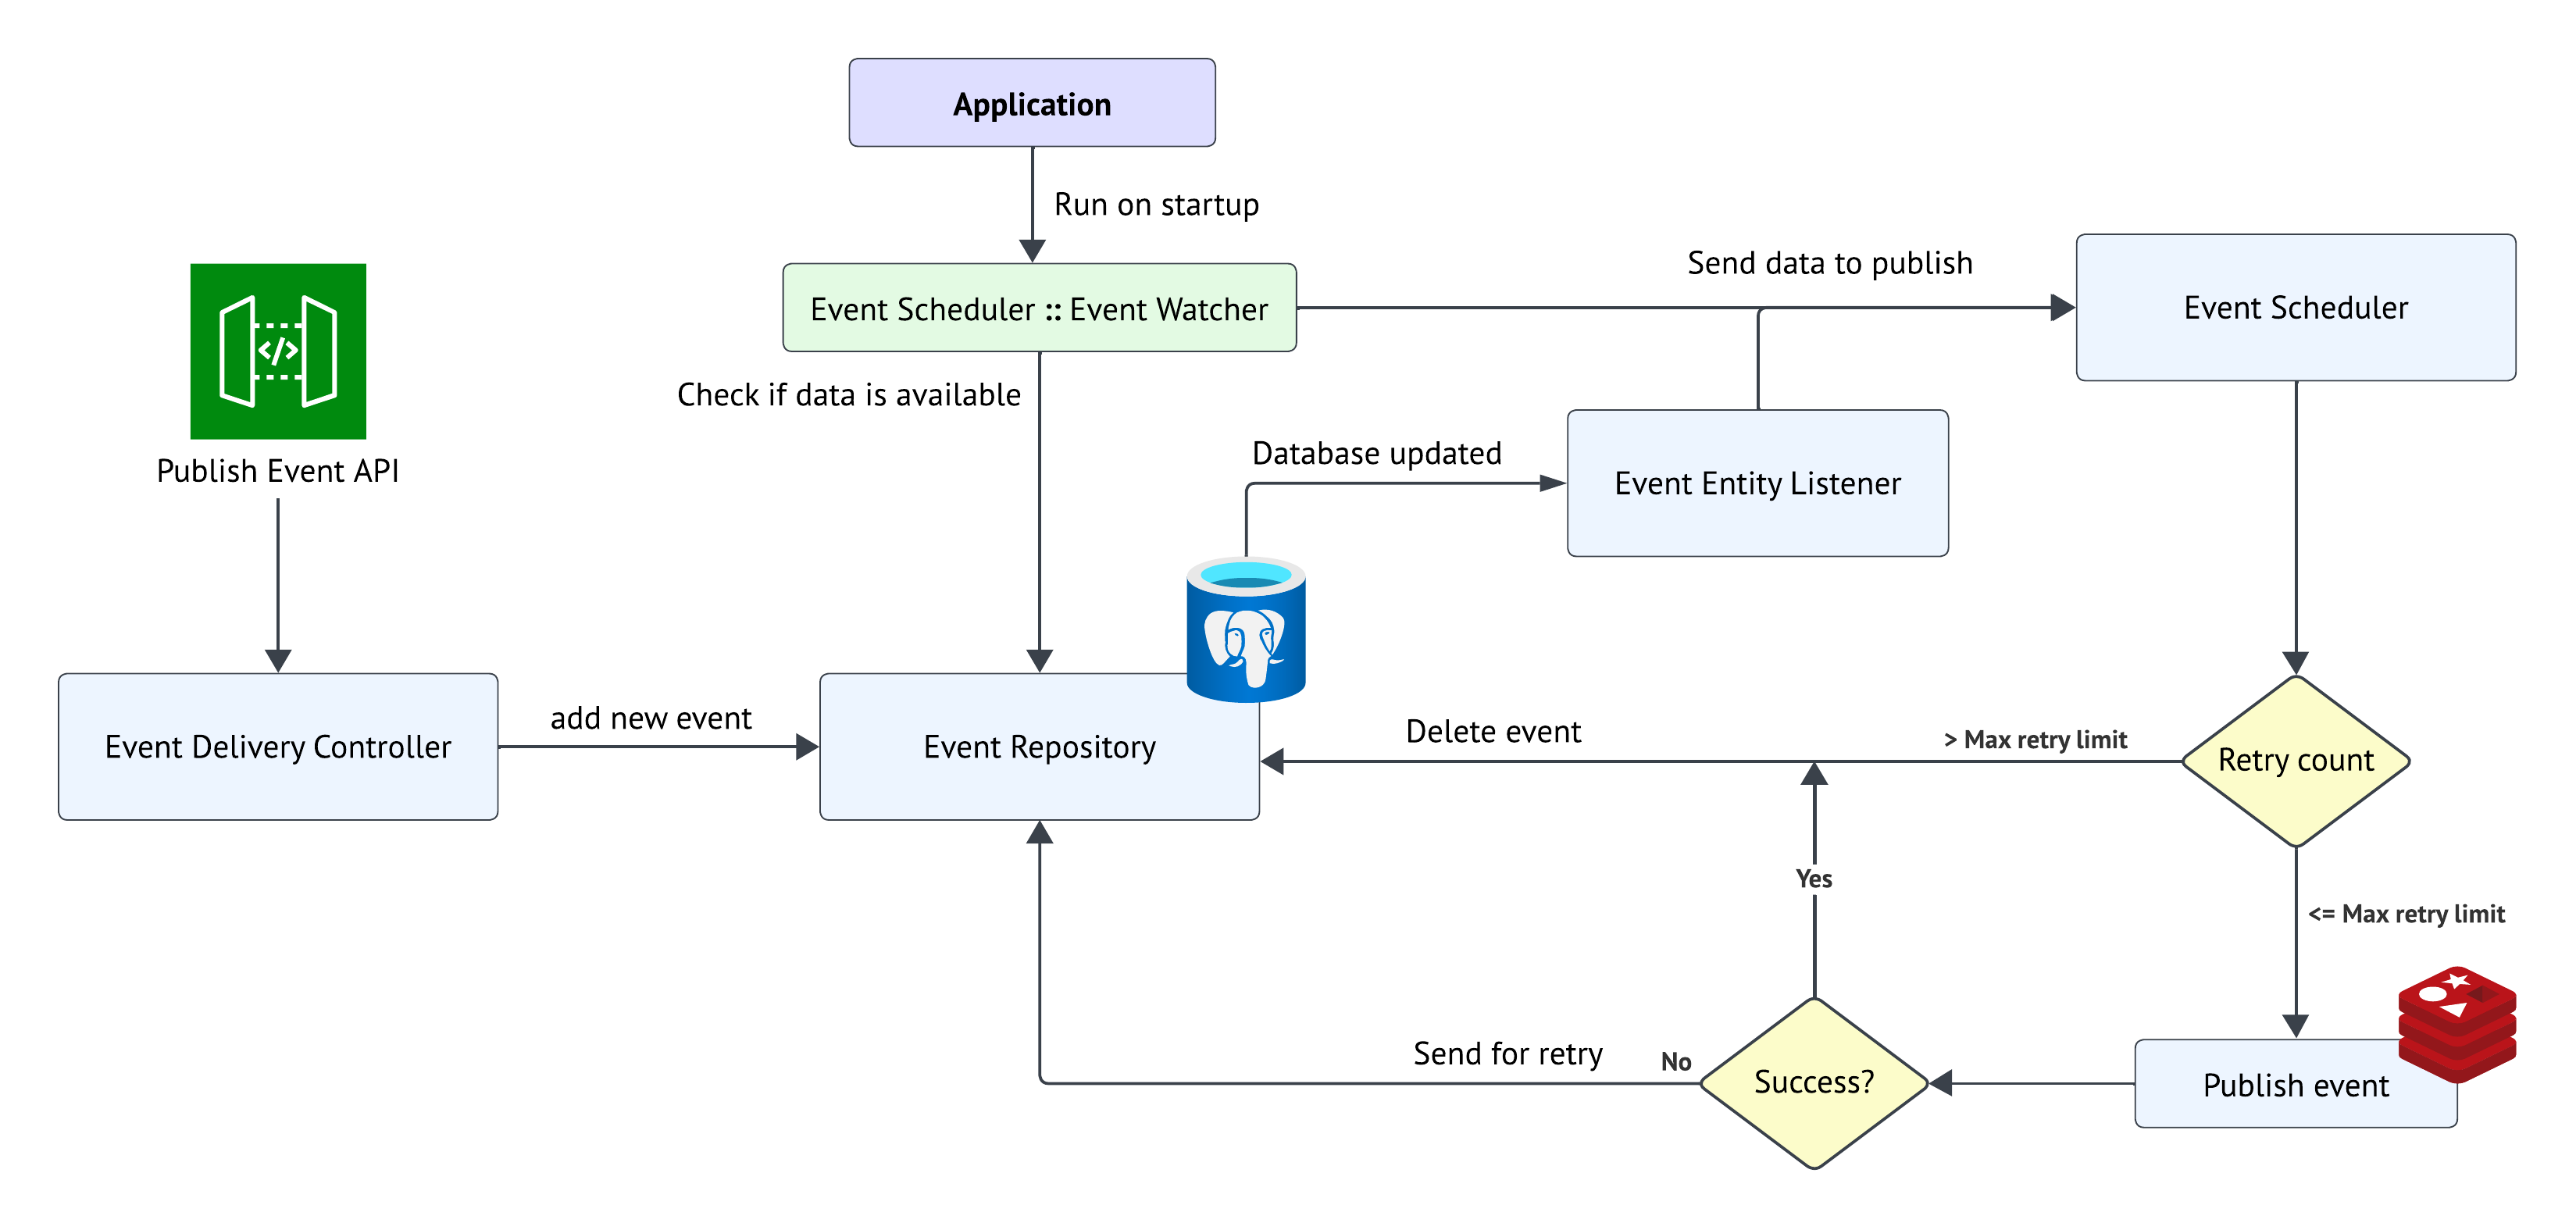 Application
Run on startup
Send data to publish
Event Scheduler :: Event Watcher
Event Scheduler
Check if data is available
Publish Event API
Database updated
Event Entity Listener
Event Delivery Controller
add new event
Event Repository
Delete event
> Max retry limit
Retry count
Yes
<= Max retry limit
Send for retry
No
Success?
Publish event